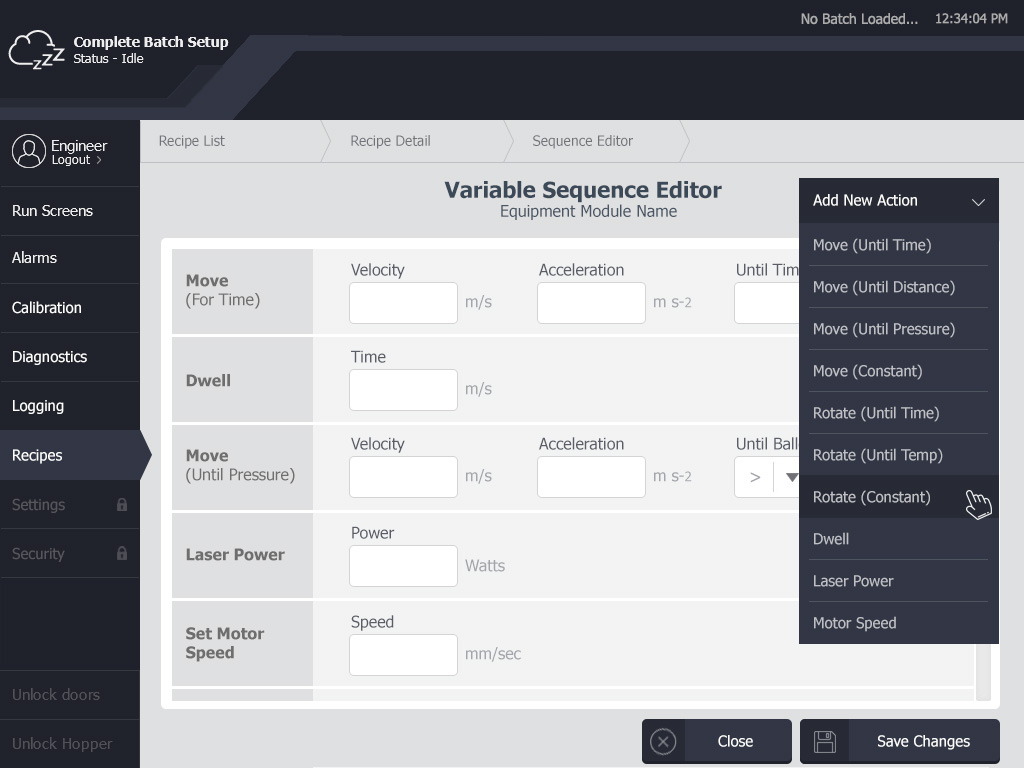 No Batch Loaded... 12:34:04 PM
Complete Batch Setup
Status - Idle
zzz
Engineer
Logout >
Recipe List
Recipe Detail
Sequence Editor
Run Screens
Alarms
Calibration
Diagnostics
Logging
Recipes
Settings
Security
Unlock doors
Unlock Hopper
Variable Sequence Editor
Equipment Module Name
Move
(For Time)
Velocity
m/s
Acceleration
m s-2
Until Tim
Dwell
Time
m/s
Move
(Until Pressure)
Velocity
m/s
Acceleration
m s-2
Until Ball
>
Laser Power
Power
Watts
Set Motor
Speed
Speed
mm/sec
Add New Action
Move (Until Time)
Move (Until Distance)
Move (Until Pressure)
Move (Constant)
Rotate (Until Time)
Rotate (Until Temp)
Rotate (Constant)
Dwell
Laser Power
Motor Speed
Close
Save Changes